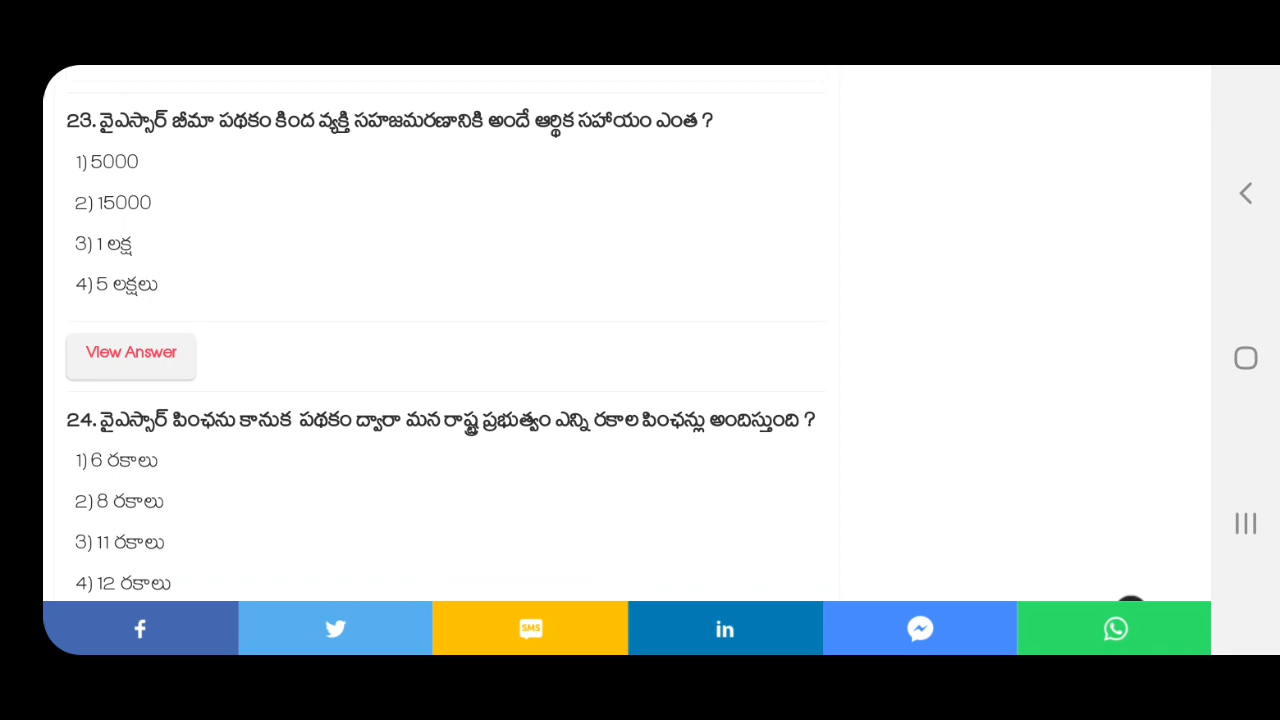 23. వైఎస్సార్ బీమా పథకం కింద వ్యక్తి సహజమరణానికి అందే ఆర్థిక సహాయం ఎంత ?
1) 5000
2) 15000
3) 1 లక్ష
4) 5 లక్షలు
View Answer
24. వైఎస్సార్ పింఛను కానుక పథకం ద్వారా మన రాష్ట్ర ప్రభుత్వం ఎన్ని రకాల పింఛన్లు అందిస్తుంది ?
1) 6 రకాలు
2) 8 రకాలు
3) 11 రకాలు
4) 12 రకాలు
SMS